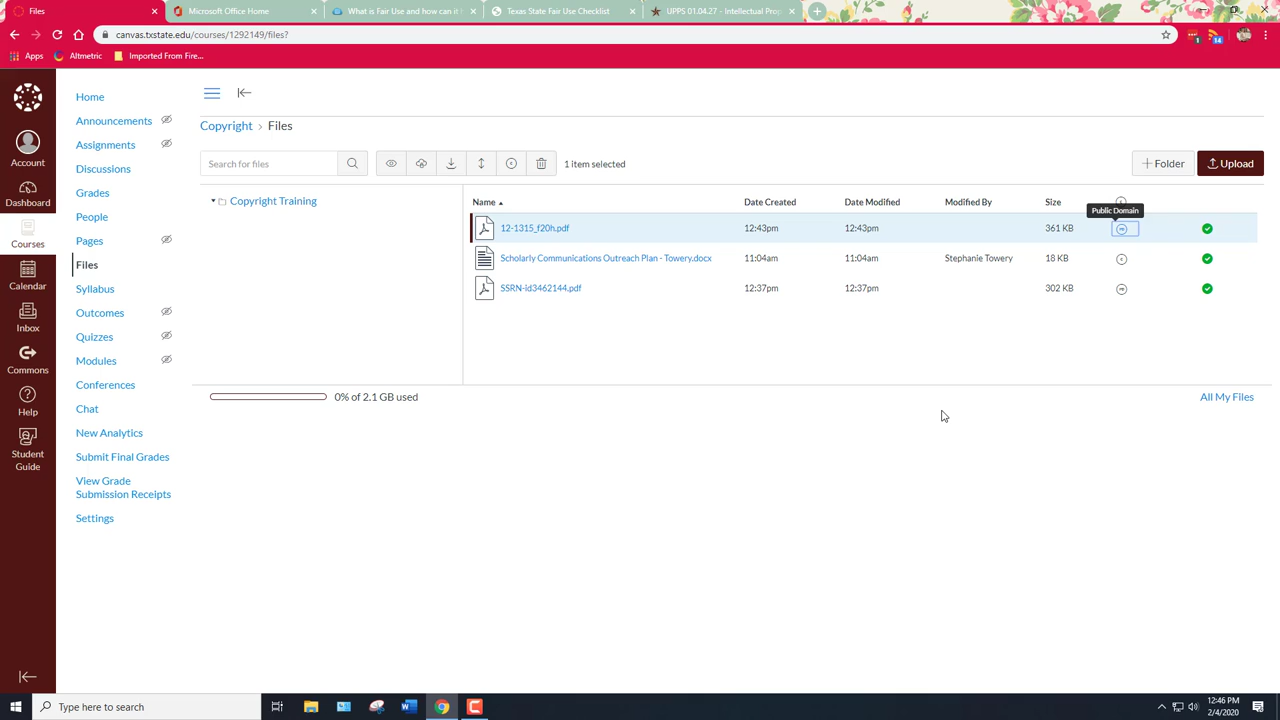 Files
Microsoft Office Home
What is Fair Use and how can it h
Texas State Fair Use Checklist
UPPS 01.04.27 - Intellectual Prop
canvas.txstate.edu/courses/1292149/files?
1
14
Apps
Altmetric
Imported From Fire...
Account
Dashboard
Courses
Calendar
Inbox
Commons
Help
Student
Guide
Home
Announcements
Assignments
Discussions
Grades
People
Pages
Files
Syllabus
Outcomes
Quizzes
Modules
Conferences
Chat
New Analytics
Submit Final Grades
View Grade
Submission Receipts
Settings
Copyright › Files
Search for files
1 item selected
+ Folder
Upload
Copyright Training
Name Date Created Date Modified Modified By Size
Public Domain
12-1315_f20h.pdf 12:43pm 12:43pm 361 KB PD
Scholarly Communications Outreach Plan - Towery.docx 11:04am 11:04am Stephanie Towery 18 KB C
SSRN-id3462144.pdf 12:37pm 12:37pm 302 KB PD
0% of 2.1 GB used
All My Files
Type here to search
12:46 PM
2/4/2020